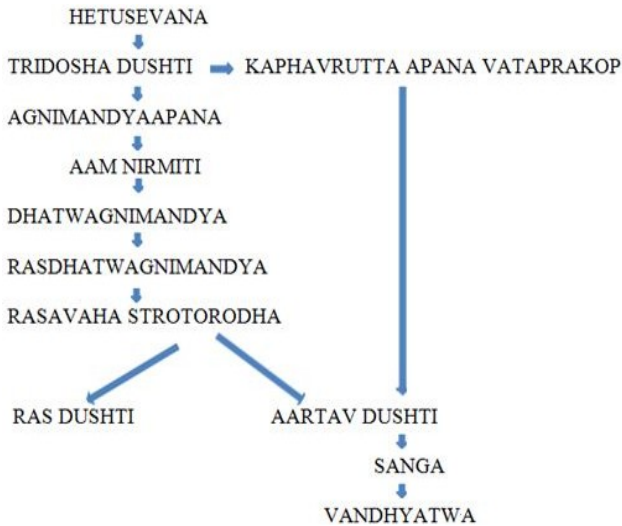 HETUSEVANA
TRIDOSHA DUSHTI
KAPHAVRUTTA APANA VATAPRAKOP
AGNIMANDYAAPANA
AAM NIRMITI
DHATWAGNIMANDYA
RASDHATWAGNIMANDYA
RASAVAHA STROTORODHA
RAS DUSHTI
AARTAV DUSHTI
SANGA
VANDHYATWA